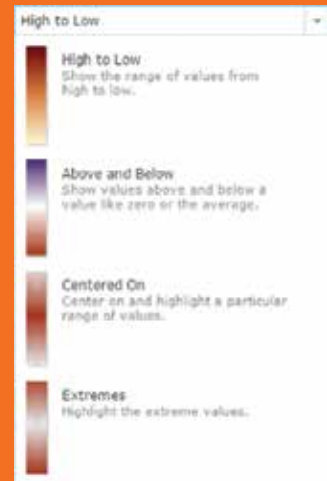 High to Low
High to Low
Show the range of values from
high to low.
Above and Below
Show values above and below a
value like zero or the average.
Centered On
Center on and highlight a particular
range of values.
Extremes
Highlight the extreme values.